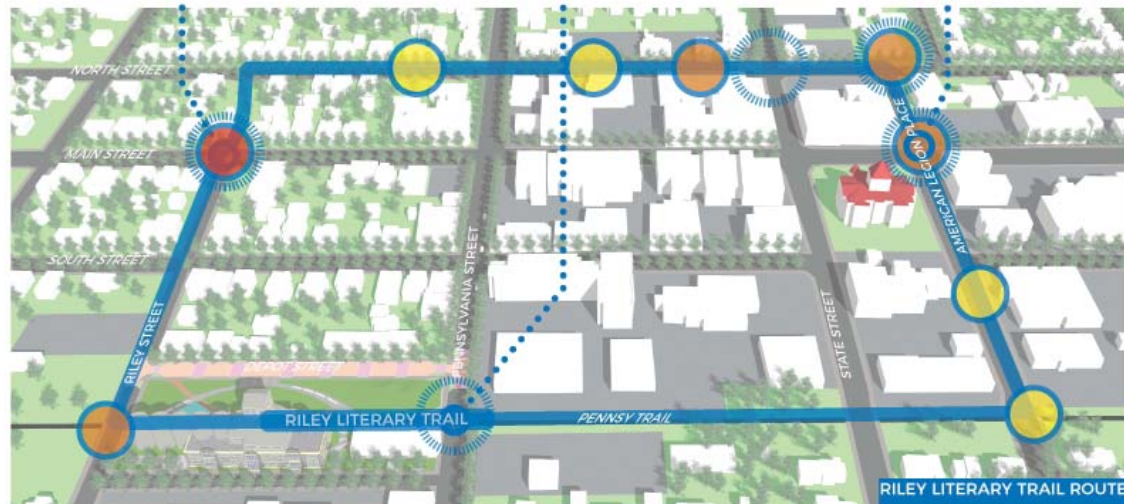 NORTH STREET
MAIN STREET
AMERICAN LEGION PLACE
SOUTH STREET
PENNSYLVANIA STREET
STATE STREET
RILEY STREET
DEPOT STREET
RILEY LITERARY TRAIL
PENNSY TRAIL
RILEY LITERARY TRAIL ROUTE